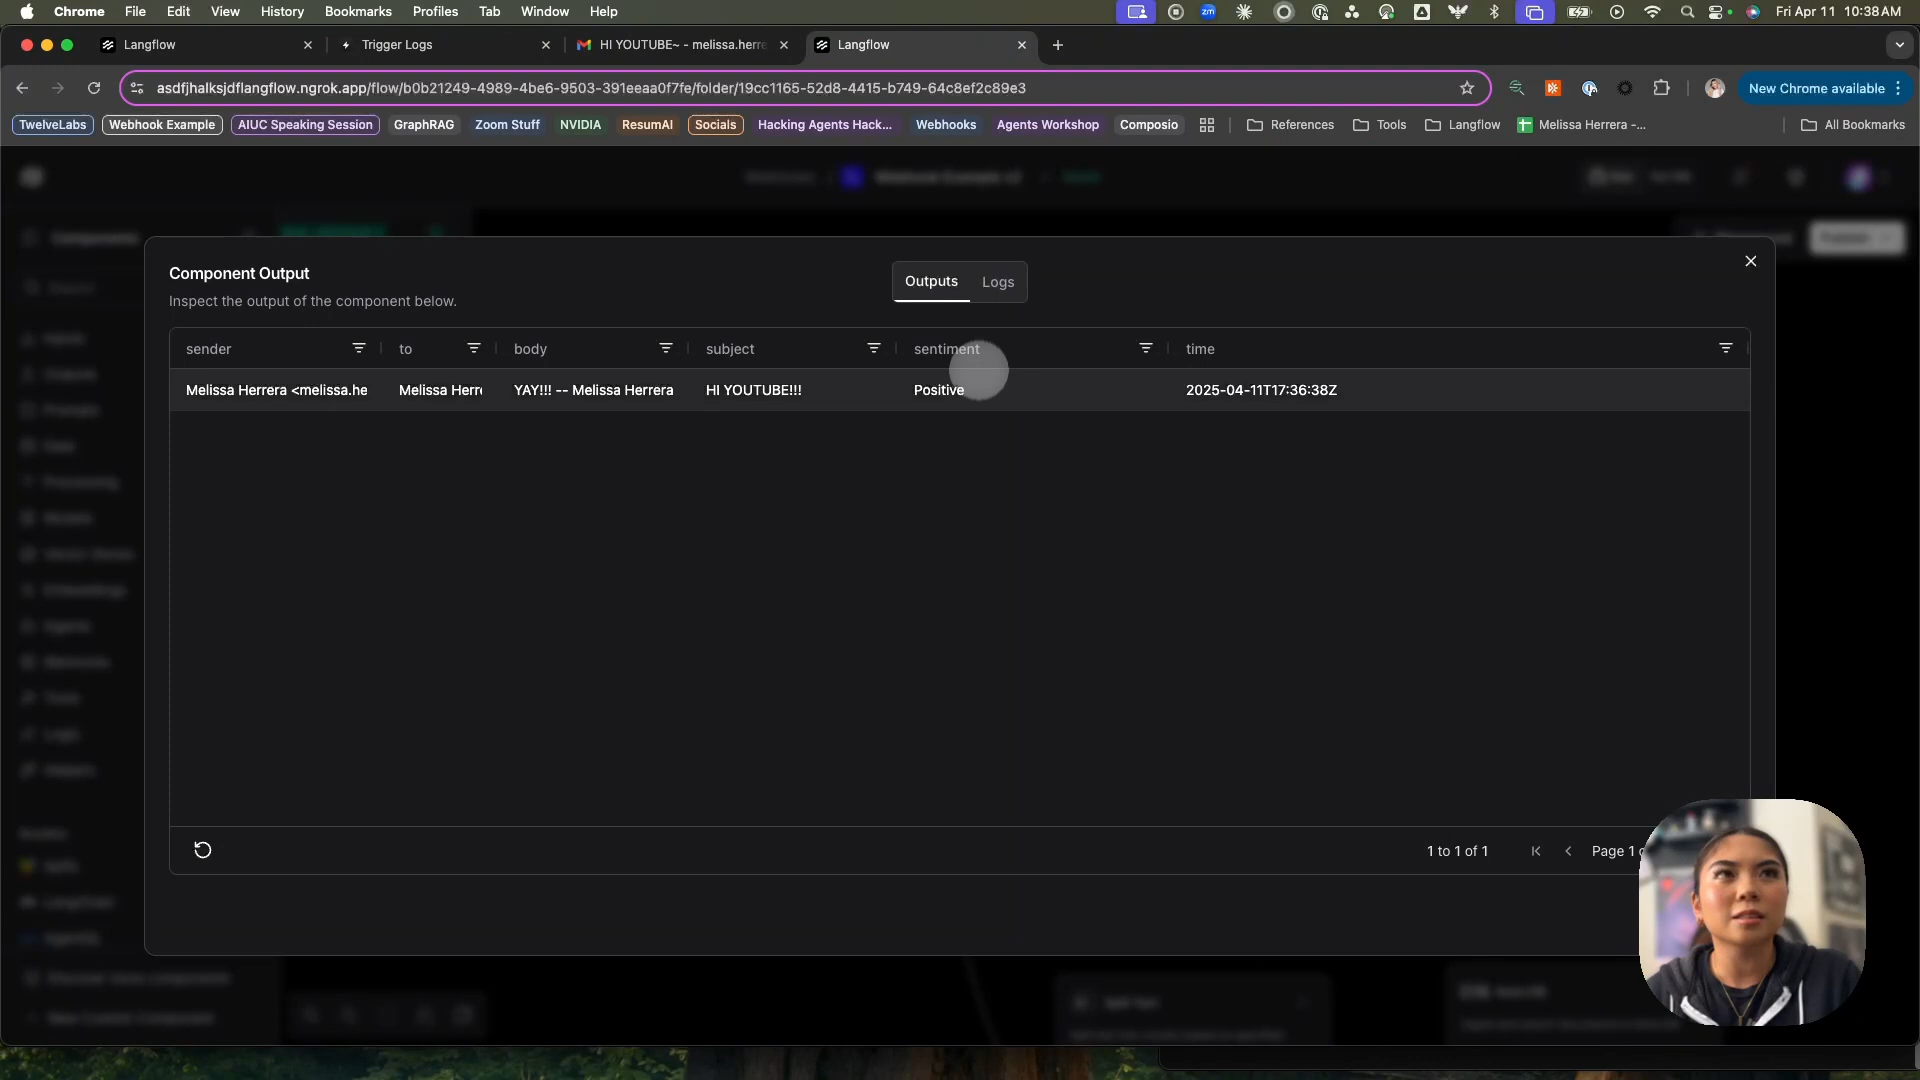 Chrome File Edit View History Bookmarks Profiles Tab Window Help zm Fri Apr 11 10:38 AM
Langflow Trigger Logs HI YOUTUBE~ - melissa.herre Langflow
asdfjhalksjdflangflow.ngrok.app/flow/b0b21249-4989-4be6-9503-391eeaa0f7fe/folder/19cc1165-52d8-4415-b749-64c8ef2c89e3 New Chrome available
TwelveLabs Webhook Example AIUC Speaking Session GraphRAG Zoom Stuff NVIDIA ResumAI Socials Hacking Agents Hack... Webhooks Agents Workshop Composio References Tools Langflow Melissa Herrera -... All Bookmarks
Component Output Outputs Logs
Inspect the output of the component below.
sender to body subject sentiment time
Melissa Herrera <melissa.he Melissa Herr YAY!!! -- Melissa Herrera HI YOUTUBE!!! Positive 2025-04-11T17:36:38Z
1 to 1 of 1 Page 1